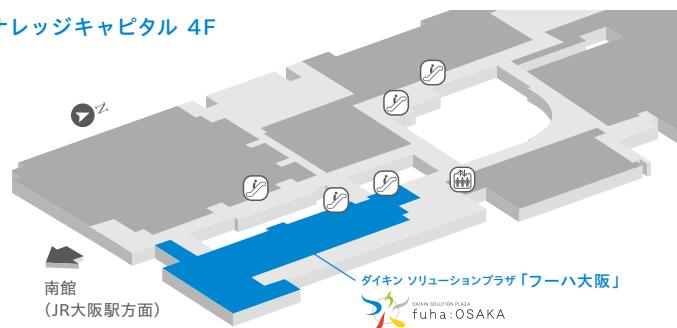 ナレッジキャピタル 4F
N
南館
(JR大阪駅方面)
ダイキン ソリューションプラザ「フーハ大阪」
DAIKIN SOLUTION PLAZA
fuha:OSAKA